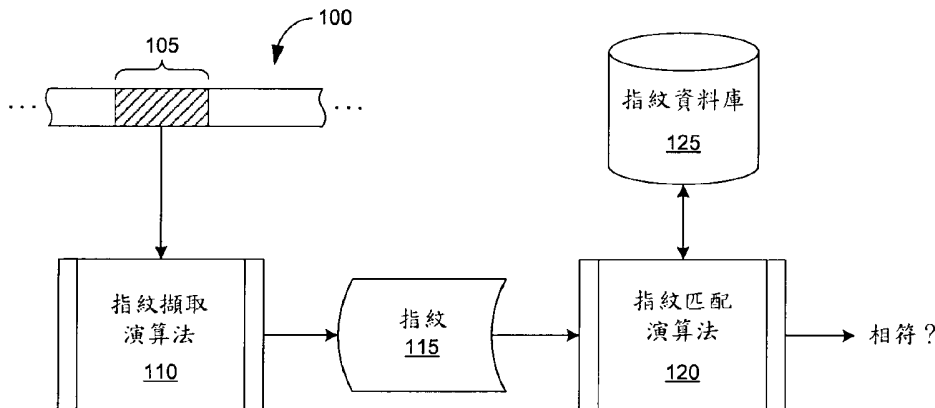 100
105
...
...
指紋資料庫
125
指紋擷取
演算法
110
指紋
115
指紋匹配
演算法
120
相符?